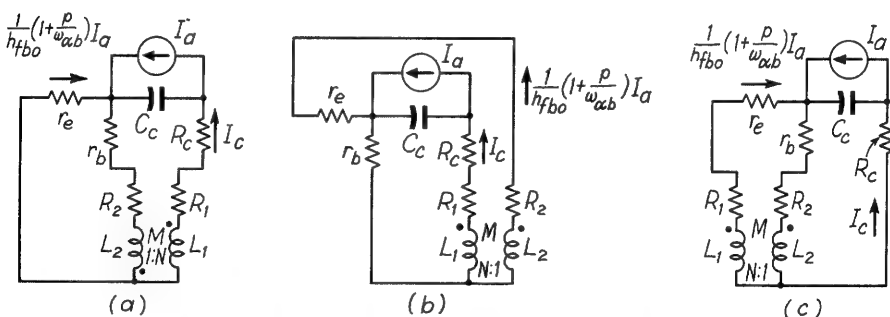 1/h_fbo (1+p/ω_αb) I_a
I_a
r_e
C_c
r_b
R_c
I_c
R_2
R_1
L_2
M
1:N
L_1
(a)
I_a
1/h_fbo (1+p/ω_αb) I_a
r_e
C_c
r_b
R_c
I_c
R_1
R_2
L_1
M
N:1
L_2
(b)
1/h_fbo (1+p/ω_αb) I_a
I_a
r_e
C_c
r_b
R_c
R_1
R_2
I_c
L_1
M
N:1
L_2
(c)